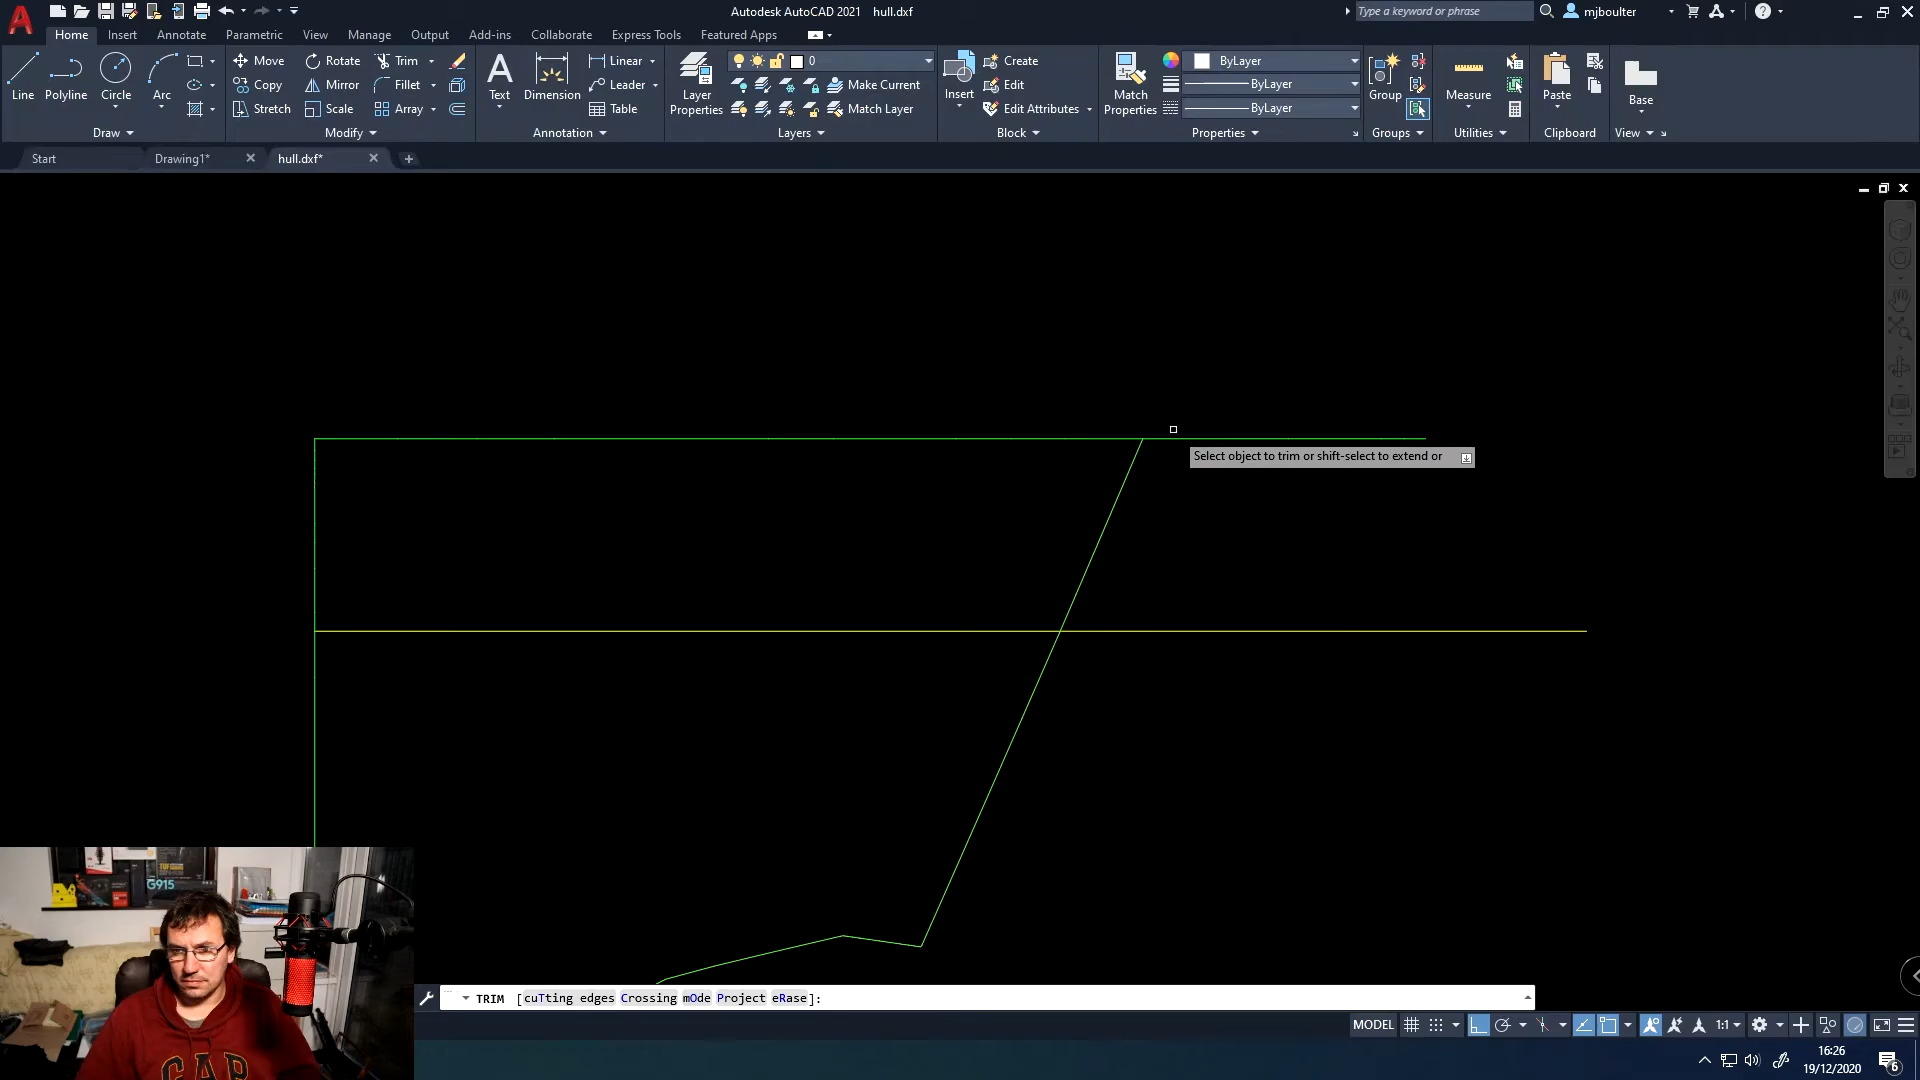 Autodesk AutoCAD 2021 hull.dxf
Type a keyword or phrase
mjboulter
Home Insert Annotate Parametric View Manage Output Add-ins Collaborate Express Tools Featured Apps
Line Polyline Circle Arc
Draw
Move Rotate Trim
Copy Mirror Fillet
Stretch Scale Array
Modify
Text Dimension
Linear
Leader
Table
Annotation
Layer Properties
0
Make Current
Match Layer
Layers
Insert
Create
Edit
Edit Attributes
Block
Match Properties
ByLayer
ByLayer
ByLayer
Properties
Group
Groups
Measure
Utilities
Paste
Clipboard
Base
View
Start Drawing1* hull.dxf*
Select object to trim or shift-select to extend or
G915
GAP
TRIM [cuTting edges Crossing mOde Project eRase]:
MODEL 1:1
16:26
19/12/2020
6